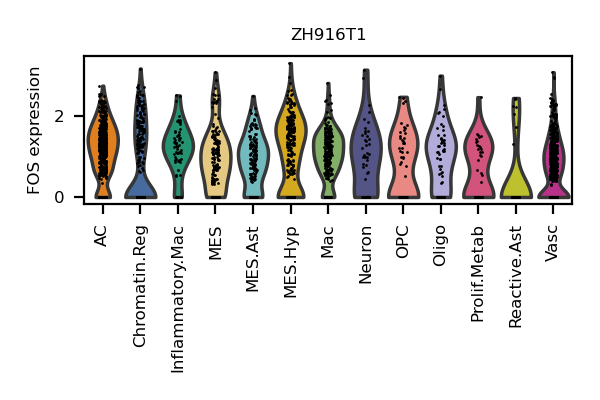 ZH916T1
FOS expression
2
0
AC
Chromatin.Reg
Inflammatory.Mac
MES
MES.Ast
MES.Hyp
Mac
Neuron
OPC
Oligo
Prolif.Metab
Reactive.Ast
Vasc